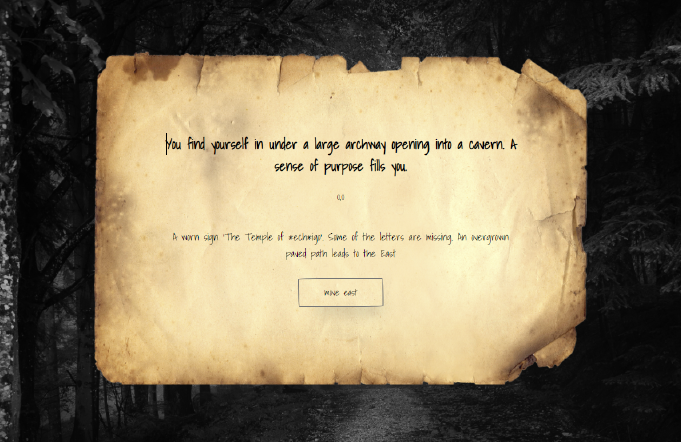 You find yourself in under a large archway opening into a cavern. A
sense of purpose fills you.
0,0
A worn sign 'The Temple of *echwiq*'. Some of the letters are missing. An overgrown
paved path leads to the East
move east